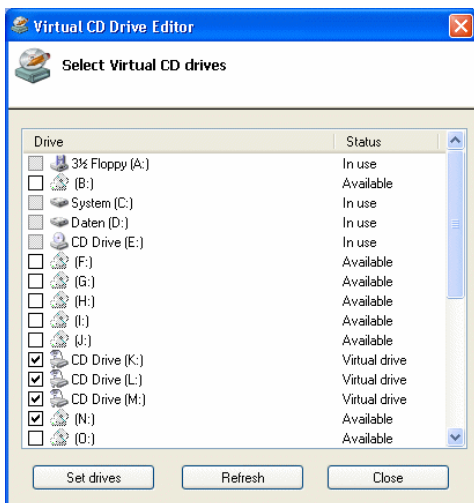 Virtual CD Drive Editor
Select Virtual CD drives
Drive Status
3½ Floppy (A:) In use
(B:) Available
System (C:) In use
Daten (D:) In use
CD Drive (E:) In use
(F:) Available
(G:) Available
(H:) Available
(I:) Available
(J:) Available
CD Drive (K:) Virtual drive
CD Drive (L:) Virtual drive
CD Drive (M:) Virtual drive
(N:) Available
(O:) Available
Set drives Refresh Close